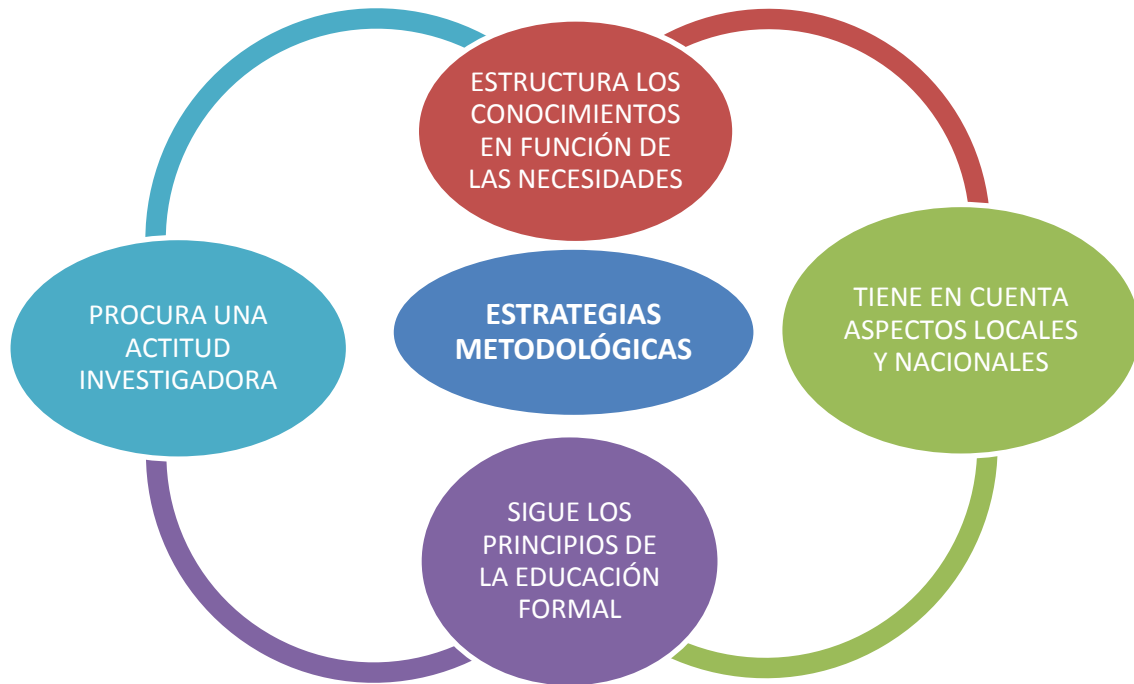 ESTRUCTURA LOS
CONOCIMIENTOS
EN FUNCIÓN DE
LAS NECESIDADES
TIENE EN CUENTA
ASPECTOS LOCALES
Y NACIONALES
ESTRATEGIAS
METODOLÓGICAS
PROCURA UNA
ACTITUD
INVESTIGADORA
SIGUE LOS
PRINCIPIOS DE
LA EDUCACIÓN
FORMAL